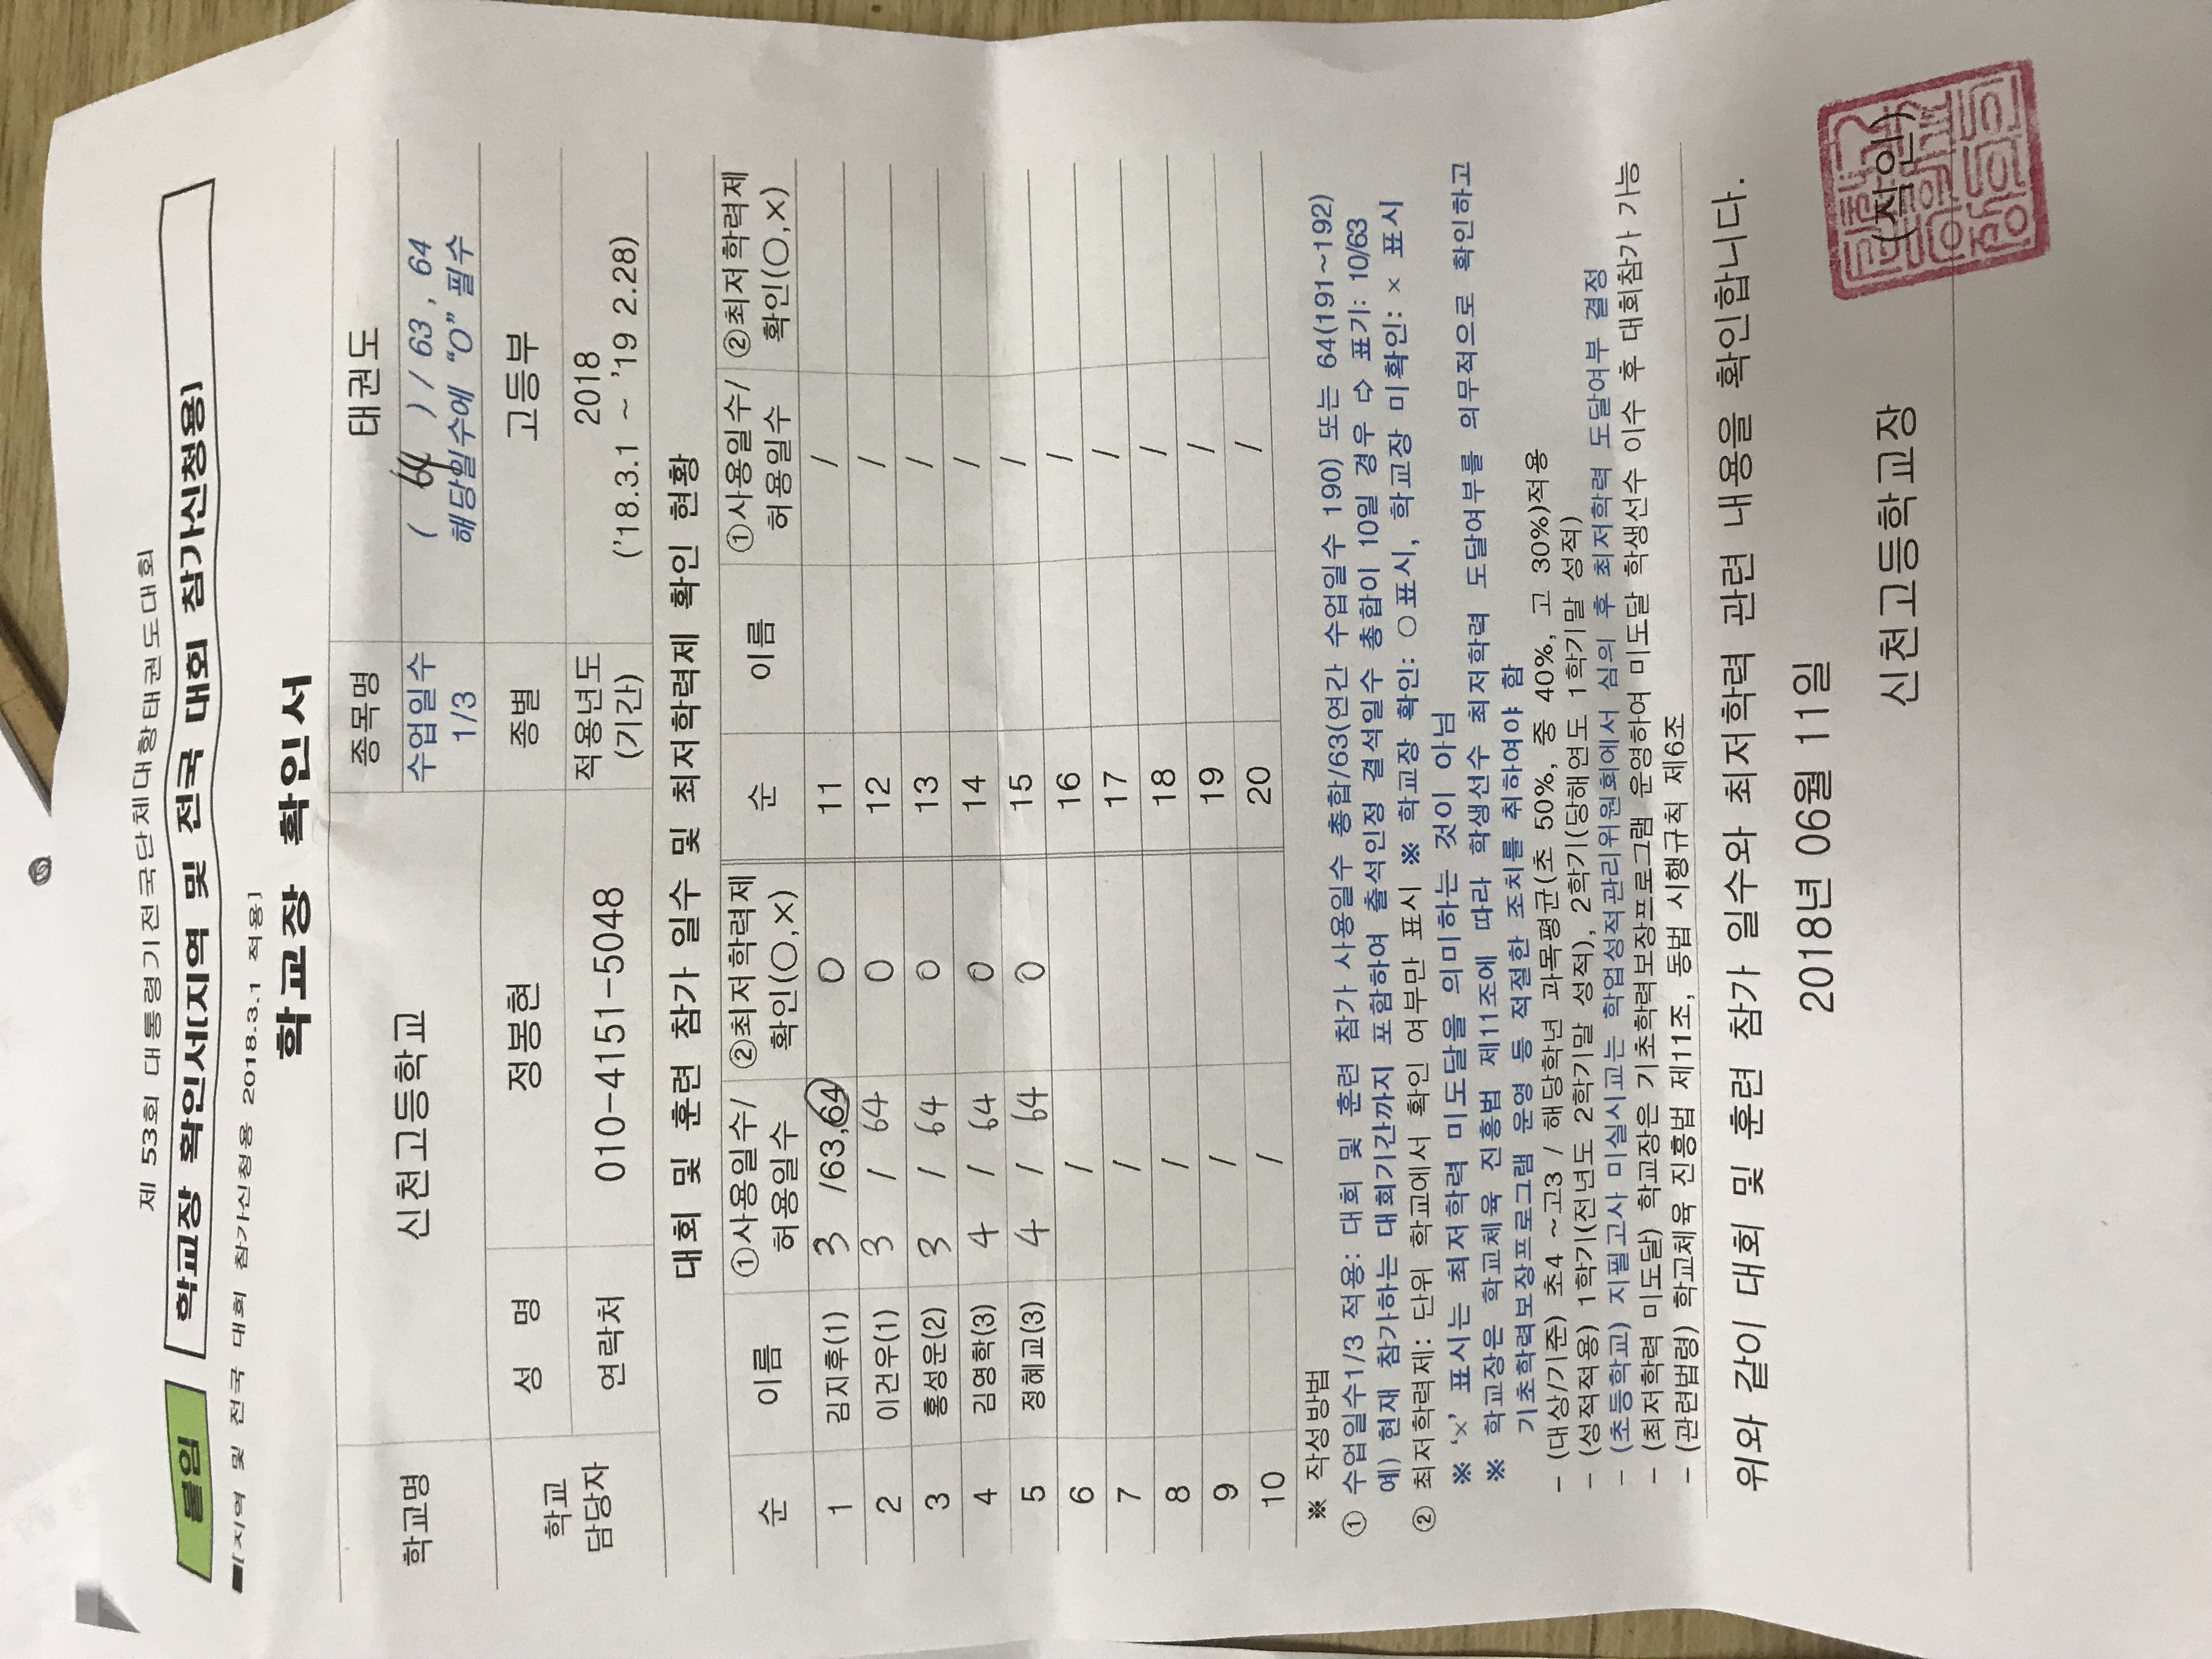 제 53회 대통령기전국단체대항태권도대회
붙임 학교장 확인서(지역 및 전국 대회 참가신청용)
■(지역 및 전국 대회 참가신청용 2018.3.1 적용)
학교장 확인서
학교명 신천고등학교 종목명 태권도
수업일수 1/3 ( 64 ) / 63, 64
해당일수에 "O" 필수
학교 담당자 성 명 정봉현 종별 고등부
연락처 010-4151-5048 적용년도 (기간) 2018
('18.3.1 ~ '19 2.28)
대회 및 훈련 참가 일수 및 최저학력제 확인 현황
순 이름 ①사용일수/허용일수 ②최저학력제 확인(○,×) 순 이름 ①사용일수/허용일수 ②최저학력제 확인(○,×)
1 김지후(1) 3 /63,64 O 11 /
2 이건우(1) 3 / 64 O 12 /
3 홍성운(2) 3 / 64 O 13 /
4 김영학(3) 4 / 64 O 14 /
5 정혜교(3) 4 / 64 O 15 /
6 / 16 /
7 / 17 /
8 / 18 /
9 / 19 /
10 / 20 /
※ 작성방법
① 수업일수1/3 적용: 대회 및 훈련 참가 사용일수 총합/63(연간 수업일수 190) 또는 64(191~192)
예) 현재 참가하는 대회기간까지 포함하여 출석인정 결석일수 총합이 10일 경우 ⇨ 표기: 10/63
② 최저학력제: 단위 학교에서 확인 여부만 표시 ※ 학교장 확인: ○ 표시, 학교장 미확인: × 표시
※ '×' 표시는 최저학력 미도달을 의미하는 것이 아님
※ 학교장은 학교체육 진흥법 제11조에 따라 학생선수 최저학력 도달여부를 의무적으로 확인하고
기초학력보장프로그램 운영 등 적절한 조치를 취하여야 함
- (대상/기준) 초4 ~고3 / 해당학년 과목평균(초 50%, 중 40%, 고 30%)적용
- (성적적용) 1학기(전년도 2학기말 성적), 2학기(당해연도 1학기말 성적)
- (초등학교) 지필고사 미실시교는 학업성적관리위원회에서 심의 후 최저학력 도달여부 결정
- (최저학력 미도달) 학교장은 기초학력보장프로그램 운영하여 미도달 학생선수 이수 후 대회참가 가능
- (관련법령) 학교체육 진흥법 제11조, 동법 시행규칙 제6조
위와 같이 대회 및 훈련 참가 일수와 최저학력 관련 내용을 확인합니다.
2018년 06월 11일
신천고등학교장 (직인)